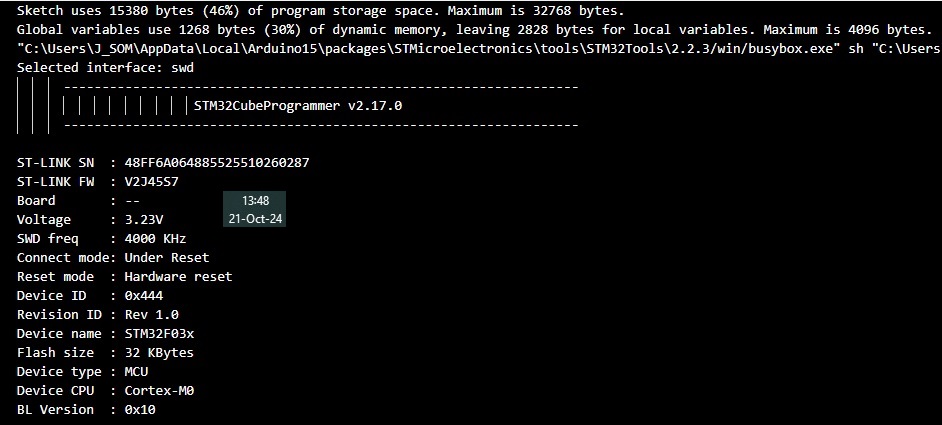 Sketch uses 15380 bytes (46%) of program storage space. Maximum is 32768 bytes.
Global variables use 1268 bytes (30%) of dynamic memory, leaving 2828 bytes for local variables. Maximum is 4096 bytes.
"C:\Users\J_SOM\AppData\Local\Arduino15\packages\STMicroelectronics\tools\STM32Tools\2.2.3/win/busybox.exe" sh "C:\Users
Selected interface: swd
-------------------------------------------------------------------
STM32CubeProgrammer v2.17.0
-------------------------------------------------------------------
ST-LINK SN  : 48FF6A064885525510260287
ST-LINK FW  : V2J45S7
Board       : --
13:48
Voltage     : 3.23V
21-Oct-24
SWD freq    : 4000 KHz
Connect mode: Under Reset
Reset mode  : Hardware reset
Device ID   : 0x444
Revision ID : Rev 1.0
Device name : STM32F03x
Flash size  : 32 KBytes
Device type : MCU
Device CPU  : Cortex-M0
BL Version  : 0x10